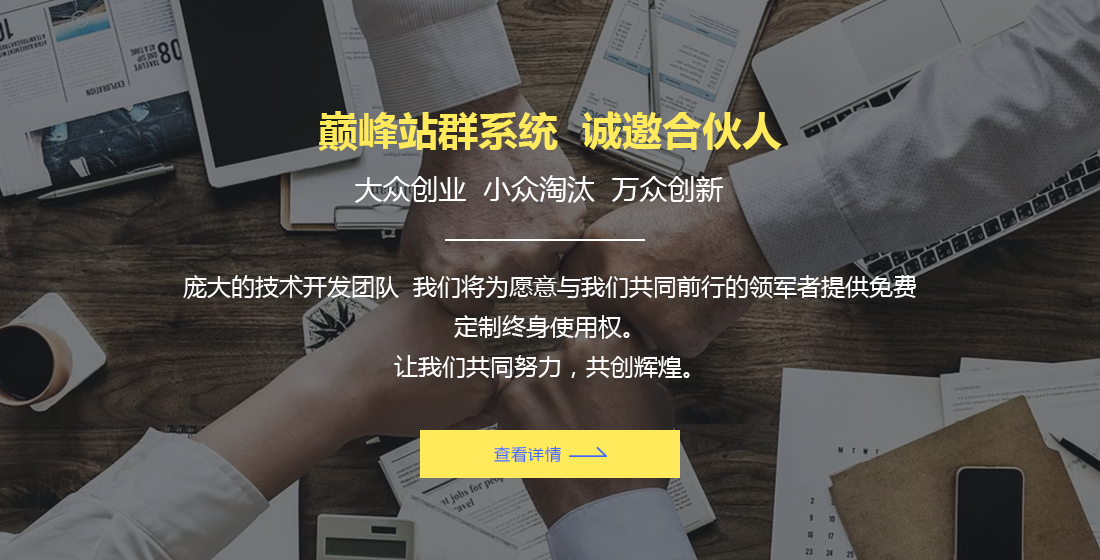 巅峰站群系统 诚邀合伙人
大众创业 小众淘汰 万众创新
庞大的技术开发团队 我们将为愿意与我们共同前行的领军者提供免费
定制终身使用权。
让我们共同努力，共创辉煌。
查看详情